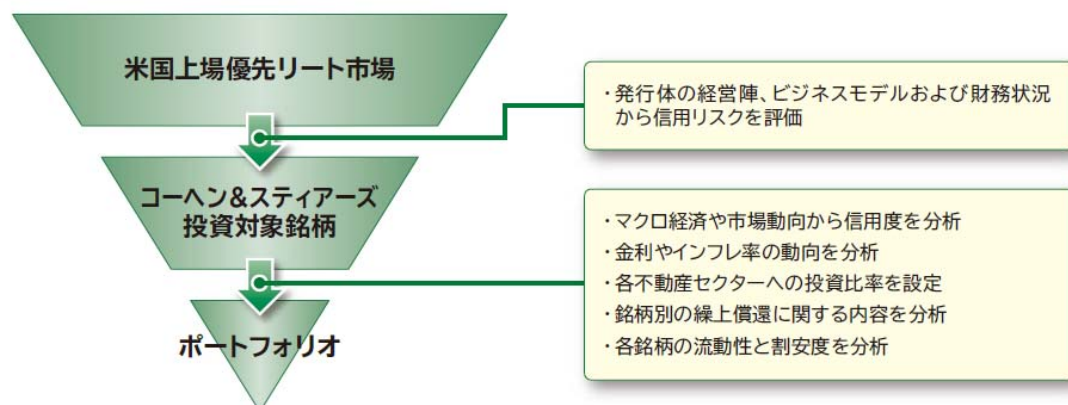 米国上場優先リート市場
・発行体の経営陣、ビジネスモデルおよび財務状況
から信用リスクを評価
コーヘン&スティアーズ
投資対象銘柄
・マクロ経済や市場動向から信用度を分析
・金利やインフレ率の動向を分析
・各不動産セクターへの投資比率を設定
・銘柄別の繰上償還に関する内容を分析
・各銘柄の流動性と割安度を分析
ポートフォリオ